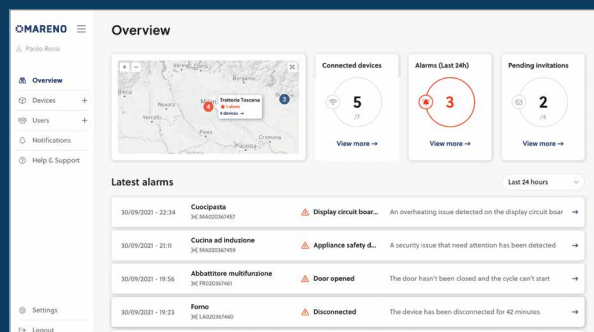 MARENO
Paolo Rossi
Overview
Devices
Users
Notifications
Help & Support
Settings
Logout
Overview
Varese
Como
Bergamo
Biella
Novara
Milan
Vercelli
Pavia
Cremona
Piacenza
4
3
Trattoria Toscana
1 alarm
4 devices →
Connected devices
5
/7
View more →
Alarms (Last 24h)
3
View more →
Pending invitations
2
/4
View more →
Latest alarms
Last 24 hours
30/09/2021 - 22:34
Cuocipasta
MA020367457
Display circuit boar...
An overheating issue detected on the display circuit boar
30/09/2021 - 21:11
Cucina ad induzione
MA020367459
Appliance safety d...
A security issue that need attention has been detected
30/09/2021 - 19:56
Abbattitore multifunzione
FR020367461
Door opened
The door hasn't been closed and the cycle can't start
30/09/2021 - 19:23
Forno
LA020367460
Disconnected
The device has been disconnected for 42 minutes